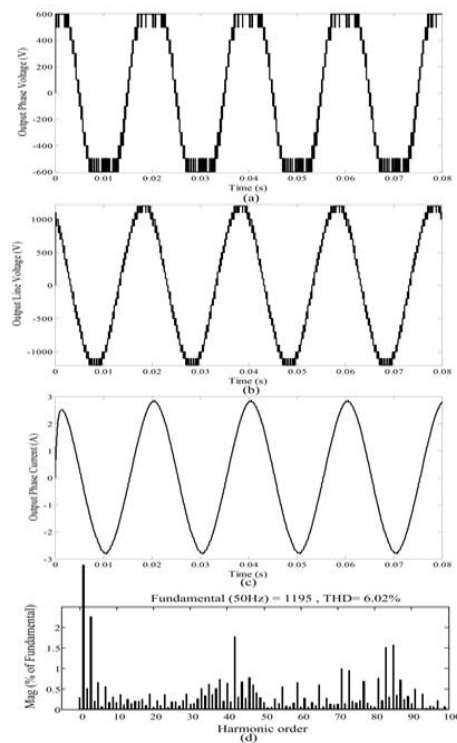 600
400
200
0
-200
-400
-600
Output Phase Voltage (V)
0 0.01 0.02 0.03 0.04 0.05 0.06 0.07 0.08
Time (s)
(a)
1000
500
0
-500
-1000
Output Line Voltage (V)
0 0.01 0.02 0.03 0.04 0.05 0.06 0.07 0.08
Time (s)
(b)
3
2
1
0
-1
-2
-3
Output Phase Current (A)
0 0.01 0.02 0.03 0.04 0.05 0.06 0.07 0.08
Time (s)
(c)
Fundamental (50Hz) = 1195 , THD= 6.02%
2
1.5
1
0.5
0
Mag (% of Fundamental)
0 10 20 30 40 50 60 70 80 90 100
Harmonic order
(d)